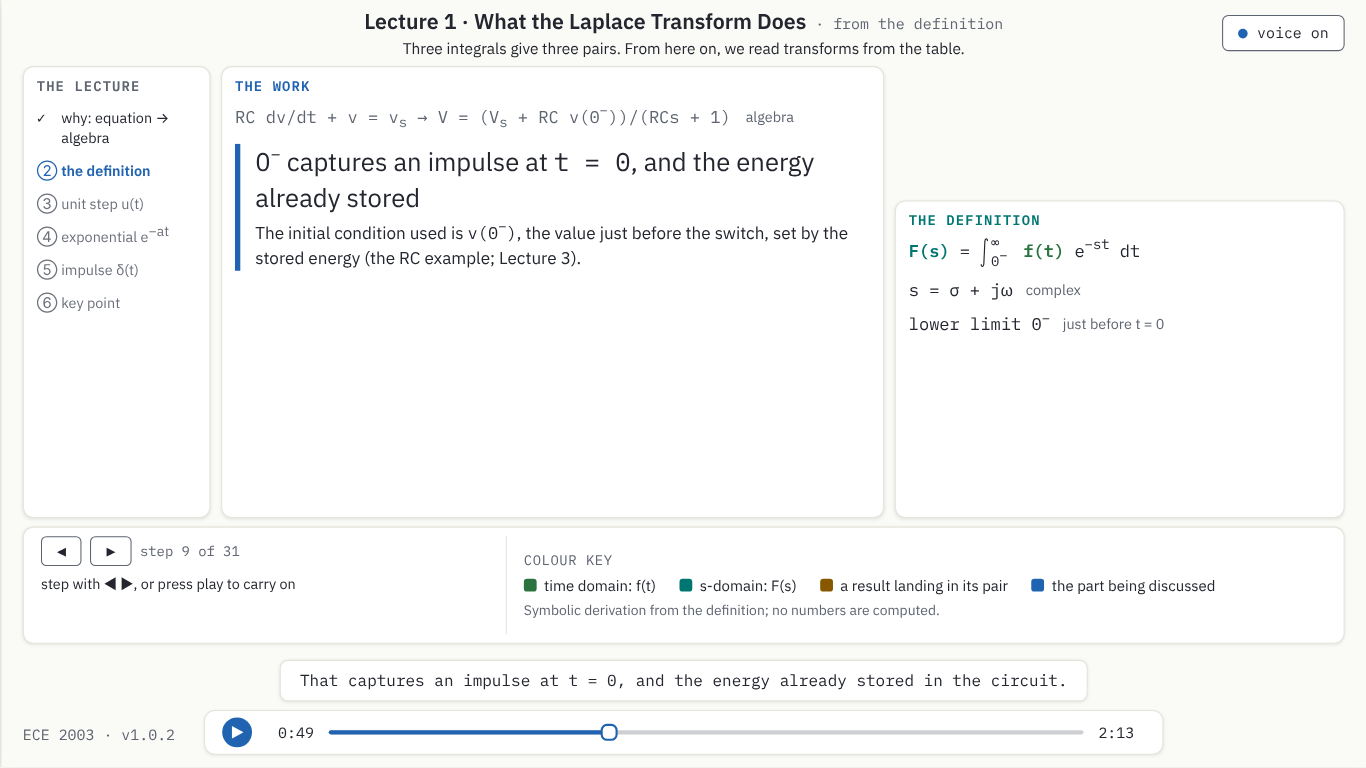 Lecture 1 · What the Laplace Transform Does · from the definition
Three integrals give three pairs. From here on, we read transforms from the table.
● voice on
THE LECTURE
✓ why: equation →
algebra
② the definition
③ unit step u(t)
④ exponential e⁻ᵃᵗ
⑤ impulse δ(t)
⑥ key point
THE WORK
RC dv/dt + v = vₛ → V = (Vₛ + RC v(0⁻))/(RCs + 1) algebra
0⁻ captures an impulse at t = 0, and the energy
already stored
The initial condition used is v(0⁻), the value just before the switch, set by the
stored energy (the RC example; Lecture 3).
THE DEFINITION
F(s) = ∫₀₋^∞ f(t) e⁻ˢᵗ dt
s = σ + jω complex
lower limit 0⁻ just before t = 0
◀ ▶ step 9 of 31
step with ◀ ▶, or press play to carry on
COLOUR KEY
time domain: f(t) s-domain: F(s) a result landing in its pair the part being discussed
Symbolic derivation from the definition; no numbers are computed.
That captures an impulse at t = 0, and the energy already stored in the circuit.
ECE 2003 · v1.0.2
0:49 2:13